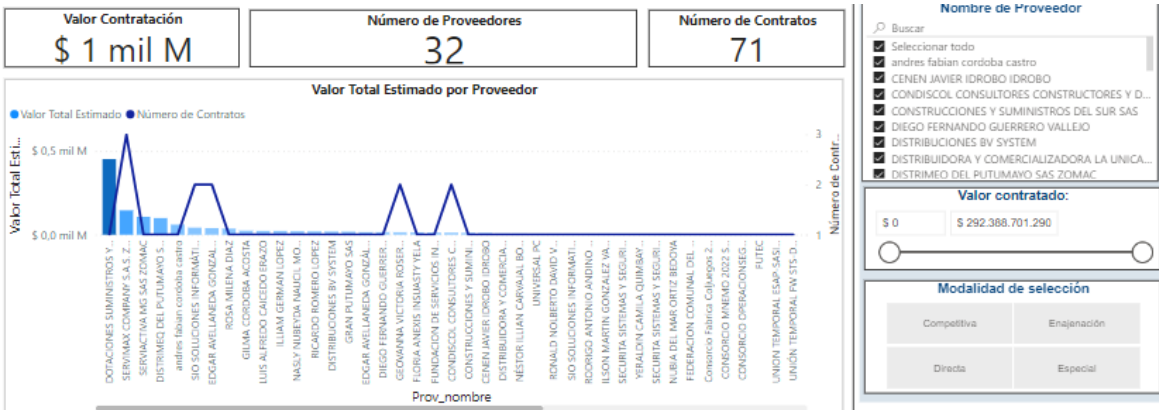 Valor Contratación
$ 1 mil M
Número de Proveedores
32
Número de Contratos
71
Valor Total Estimado por Proveedor
Valor Total Estimado Número de Contratos
Valor Total Esti...
$ 0,5 mil M
$ 0,0 mil M
3
2
1
Número de Contr...
DOTACIONES SUMINISTROS Y...
SERVIMAX COMPANY S.A.S. Z...
SERVIACTIVA MG SAS ZOMAC
DISTRIMEQ DEL PUTUMAYO S...
andres fabian cordoba castro
SIO SOLUCIONES INFORMÁTI...
EDGAR AVELLANEDA GONZÁL...
ROSA MILENA DIAZ
GILMA CORDOBA ACOSTA
LUIS ALFREDO CAICEDO ERAZO
ILLIAM GERMAN LOPEZ
NASLY NUBEYDA NAUCIL MO...
RICARDO ROMERO LOPEZ
DISTRIBUCIONES BV SYSTEM
GRAN PUTUMAYO SAS
EDGAR AVELLANEDA GONZÁL...
DIEGO FERNANDO GUERRER...
GEOVANNA VICTORIA ROSER...
FLORIA ANEXIS INSUASTY YELA
FUNDACION DE SERVICIOS IN...
CONDISCOL CONSULTORES C...
CONSTRUCCIONES Y SUMINI...
CENEN JAVIER IDROBO IDROBO
DISTRIBUIDORA Y COMERCIA...
NESTOR ILLIAN CARVAJAL BO...
UNIVERSAL PC
RONALD NOLBERTO DAVID V...
SIO SOLUCIONES INFORMATI...
RODRIGO ANTONIO ANDINO ...
ILSON MARTIN GONZALEZ VA...
SECURITA SISTEMAS Y SEGURI...
YERALDIN CAMILA QUIMBAY...
SECURITA SISTEMAS Y SEGURI...
NUBIA DEL MAR ORTIZ BEDOYA
FEDERACION COMUNAL DEL ...
Consorcio Fabrica Coljuegos 2...
CONSORCIO MNEMO 2022 S...
CONSORCIO OPERACIONSEG...
FUTEC
UNION TEMPORAL ESAP-SASI...
UNIÓN TEMPORAL FW STS D...
Prov_nombre
Nombre de Proveedor
Buscar
Seleccionar todo
andres fabian cordoba castro
CENEN JAVIER IDROBO IDROBO
CONDISCOL CONSULTORES CONSTRUCTORES Y D...
CONSTRUCCIONES Y SUMINISTROS DEL SUR SAS
DIEGO FERNANDO GUERRERO VALLEJO
DISTRIBUCIONES BV SYSTEM
DISTRIBUIDORA Y COMERCIALIZADORA LA UNICA...
DISTRIMEQ DEL PUTUMAYO SAS ZOMAC
Valor contratado:
$ 0 $ 292.388.701.290
Modalidad de selección
Competitiva Enajenación
Directa Especial